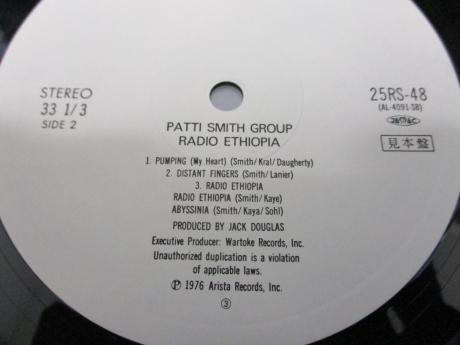 STEREO
33 1/3
SIDE 2
25RS-48
(AL-4091-SB)
JASRAC
見本盤
PATTI SMITH GROUP
RADIO ETHIOPIA
1. PUMPING (My Heart) (Smith/Kral/Daugherty)
2. DISTANT FINGERS (Smith/Lanier)
3. RADIO ETHIOPIA
RADIO ETHIOPIA (Smith/Kaye)
ABYSSINIA (Smith/Kaya/Sohl)
PRODUCED BY JACK DOUGLAS
Executive Producer: Wartoke Records, Inc.
Unauthorized duplication is a violation
of applicable laws.
℗ 1976 Arista Records, Inc.
③